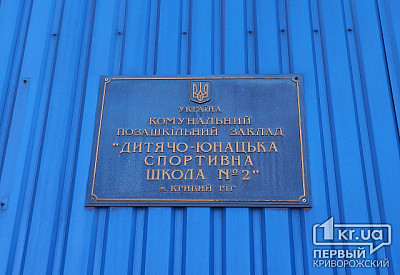 УКРАЇНА
КОМУНАЛЬНИЙ
ПОЗАШКІЛЬНИЙ ЗАКЛАД
"ДИТЯЧО-ЮНАЦЬКА
СПОРТИВНА
ШКОЛА №2"
м. КРИВИЙ РІГ
1kr.ua
ПЕРВЫЙ
КРИВОРОЖСКИЙ